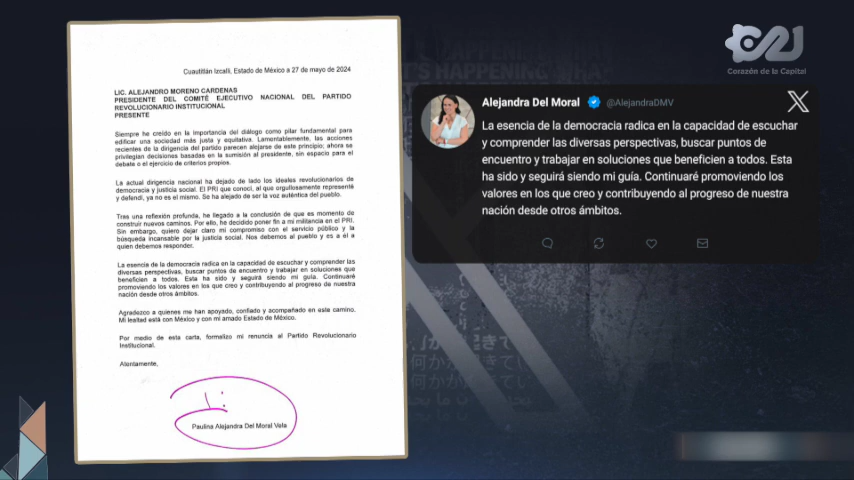 Cuautitlán Izcalli, Estado de México a 27 de mayo de 2024
LIC. ALEJANDRO MORENO CARDENAS
PRESIDENTE DEL COMITÉ EJECUTIVO NACIONAL DEL PARTIDO
REVOLUCIONARIO INSTITUCIONAL
PRESENTE
Siempre he creído en la importancia del diálogo como pilar fundamental para
edificar una sociedad más justa y equitativa. Lamentablemente, las acciones
recientes de la dirigencia del partido parecen alejarse de este principio; ahora se
privilegian decisiones basadas en la sumisión al presidente, sin espacio para el
debate o el ejercicio de criterios propios.
La actual dirigencia nacional ha dejado de lado los ideales revolucionarios de
democracia y justicia social. El PRI que conocí, al que orgullosamente representé
y defendí, ya no es el mismo. Se ha alejado de ser la voz auténtica del pueblo.
Tras una reflexión profunda, he llegado a la conclusión de que es momento de
construir nuevos caminos. Por ello, he decidido poner fin a mi militancia en el PRI.
Sin embargo, quiero dejar claro mi compromiso con el servicio público y la
búsqueda incansable por la justicia social. Nos debemos al pueblo y es a él a
quien debemos responder.
La esencia de la democracia radica en la capacidad de escuchar y comprender las
diversas perspectivas, buscar puntos de encuentro y trabajar en soluciones que
beneficien a todos. Esta ha sido y seguirá siendo mi guía. Continuaré
promoviendo los valores en los que creo y contribuyendo al progreso de nuestra
nación desde otros ámbitos.
Agradezco a quienes me han apoyado, confiado y acompañado en este camino.
Mi lealtad está con México y con mi amado Estado de México.
Por medio de esta carta, formalizo mi renuncia al Partido Revolucionario
Institucional.
Atentamente,
Paulina Alejandra Del Moral Vela
Corazón de la Capital
Alejandra Del Moral @AlejandraDMV
La esencia de la democracia radica en la capacidad de escuchar
y comprender las diversas perspectivas, buscar puntos de
encuentro y trabajar en soluciones que beneficien a todos. Esta
ha sido y seguirá siendo mi guía. Continuaré promoviendo los
valores en los que creo y contribuyendo al progreso de nuestra
nación desde otros ámbitos.